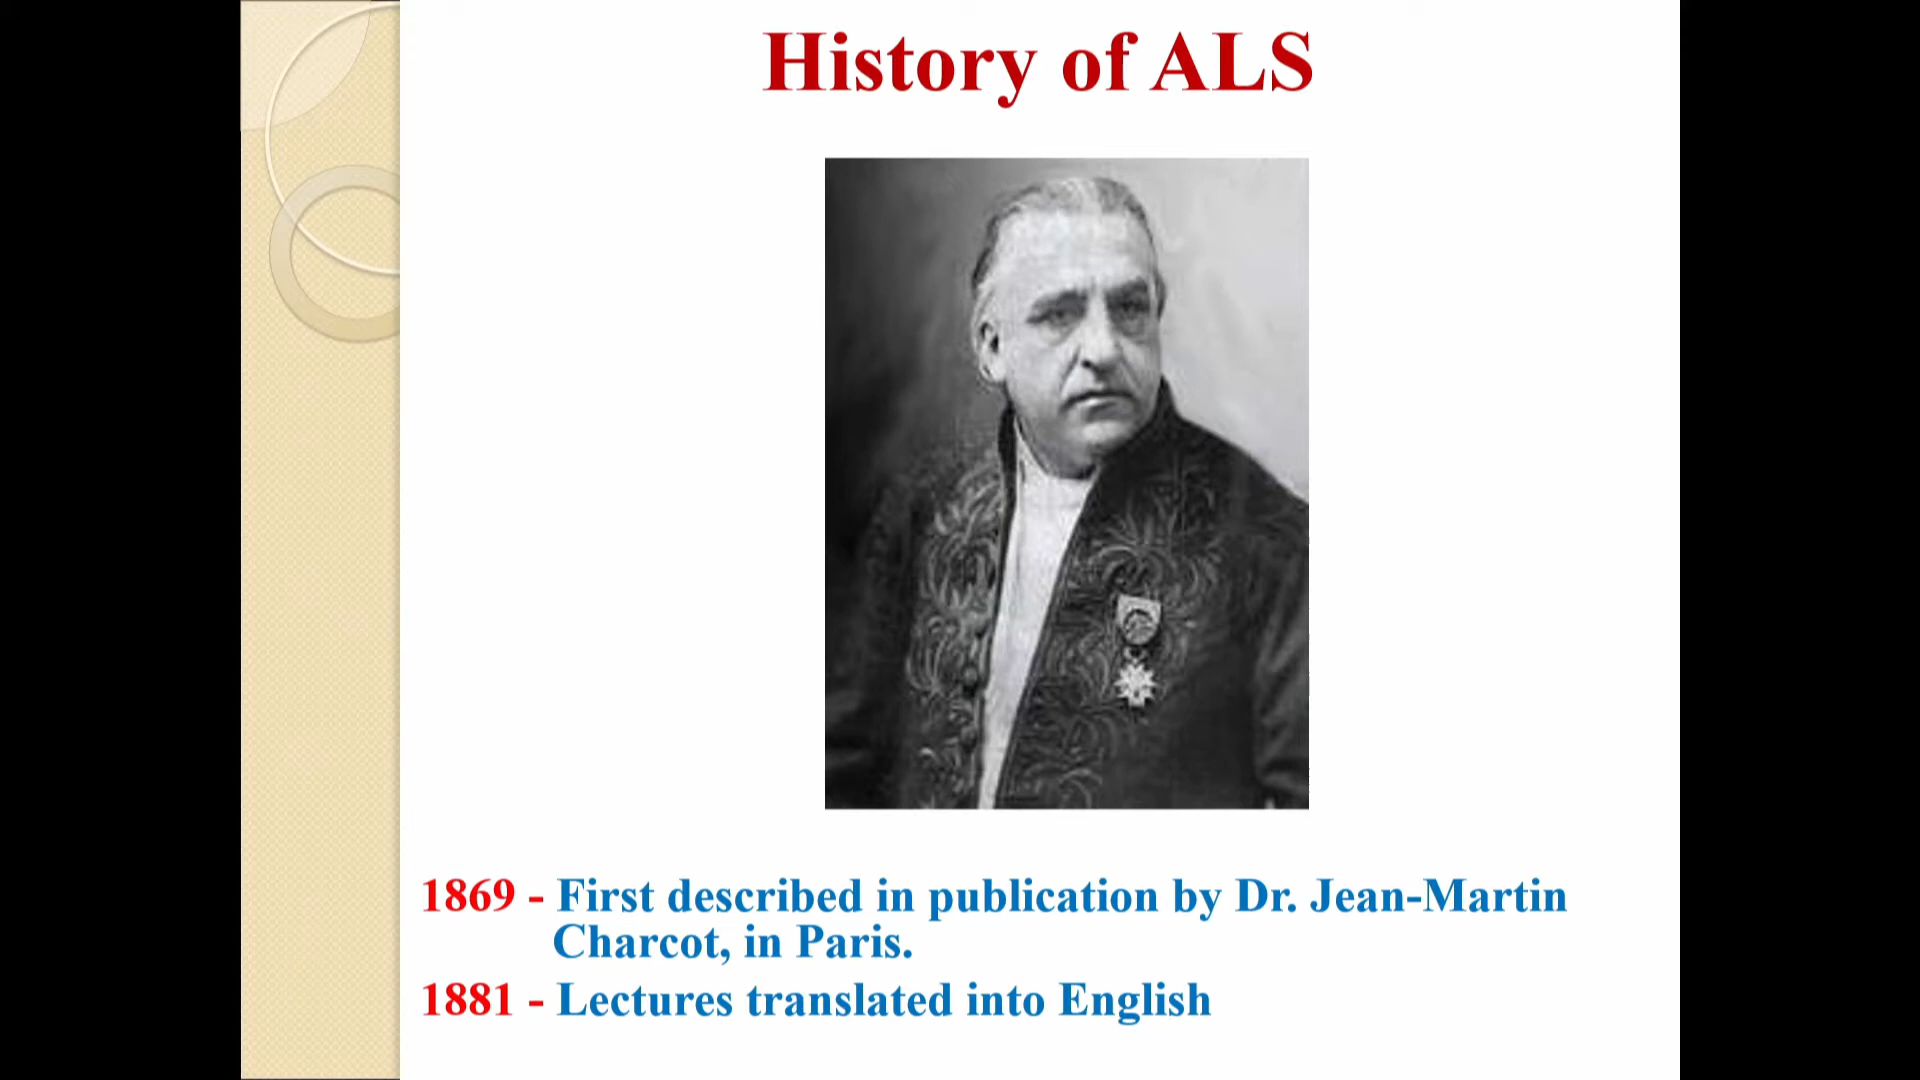 History of ALS
1869 - First described in publication by Dr. Jean-Martin
Charcot, in Paris.
1881 - Lectures translated into English